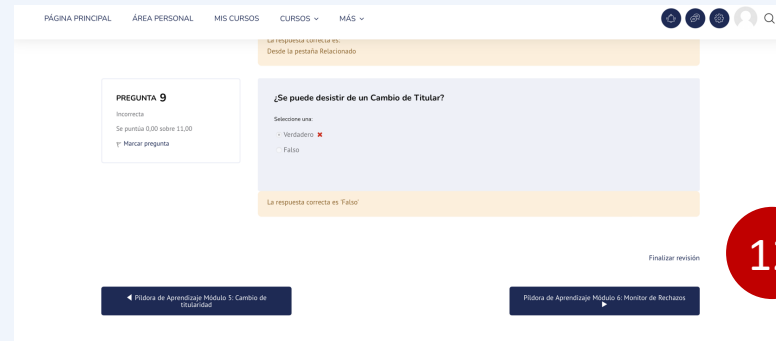 PÁGINA PRINCIPAL ÁREA PERSONAL MIS CURSOS CURSOS MÁS
La respuesta correcta es:
Desde la pestaña Relacionado
PREGUNTA 9
Incorrecta
Se puntúa 0,00 sobre 11,00
Marcar pregunta
¿Se puede desistir de un Cambio de Titular?
Seleccione una:
Verdadero
Falso
La respuesta correcta es 'Falso'
Finalizar revisión
◀ Píldora de Aprendizaje Módulo 5: Cambio de
titularidad
Píldora de Aprendizaje Módulo 6: Monitor de Rechazos
▶